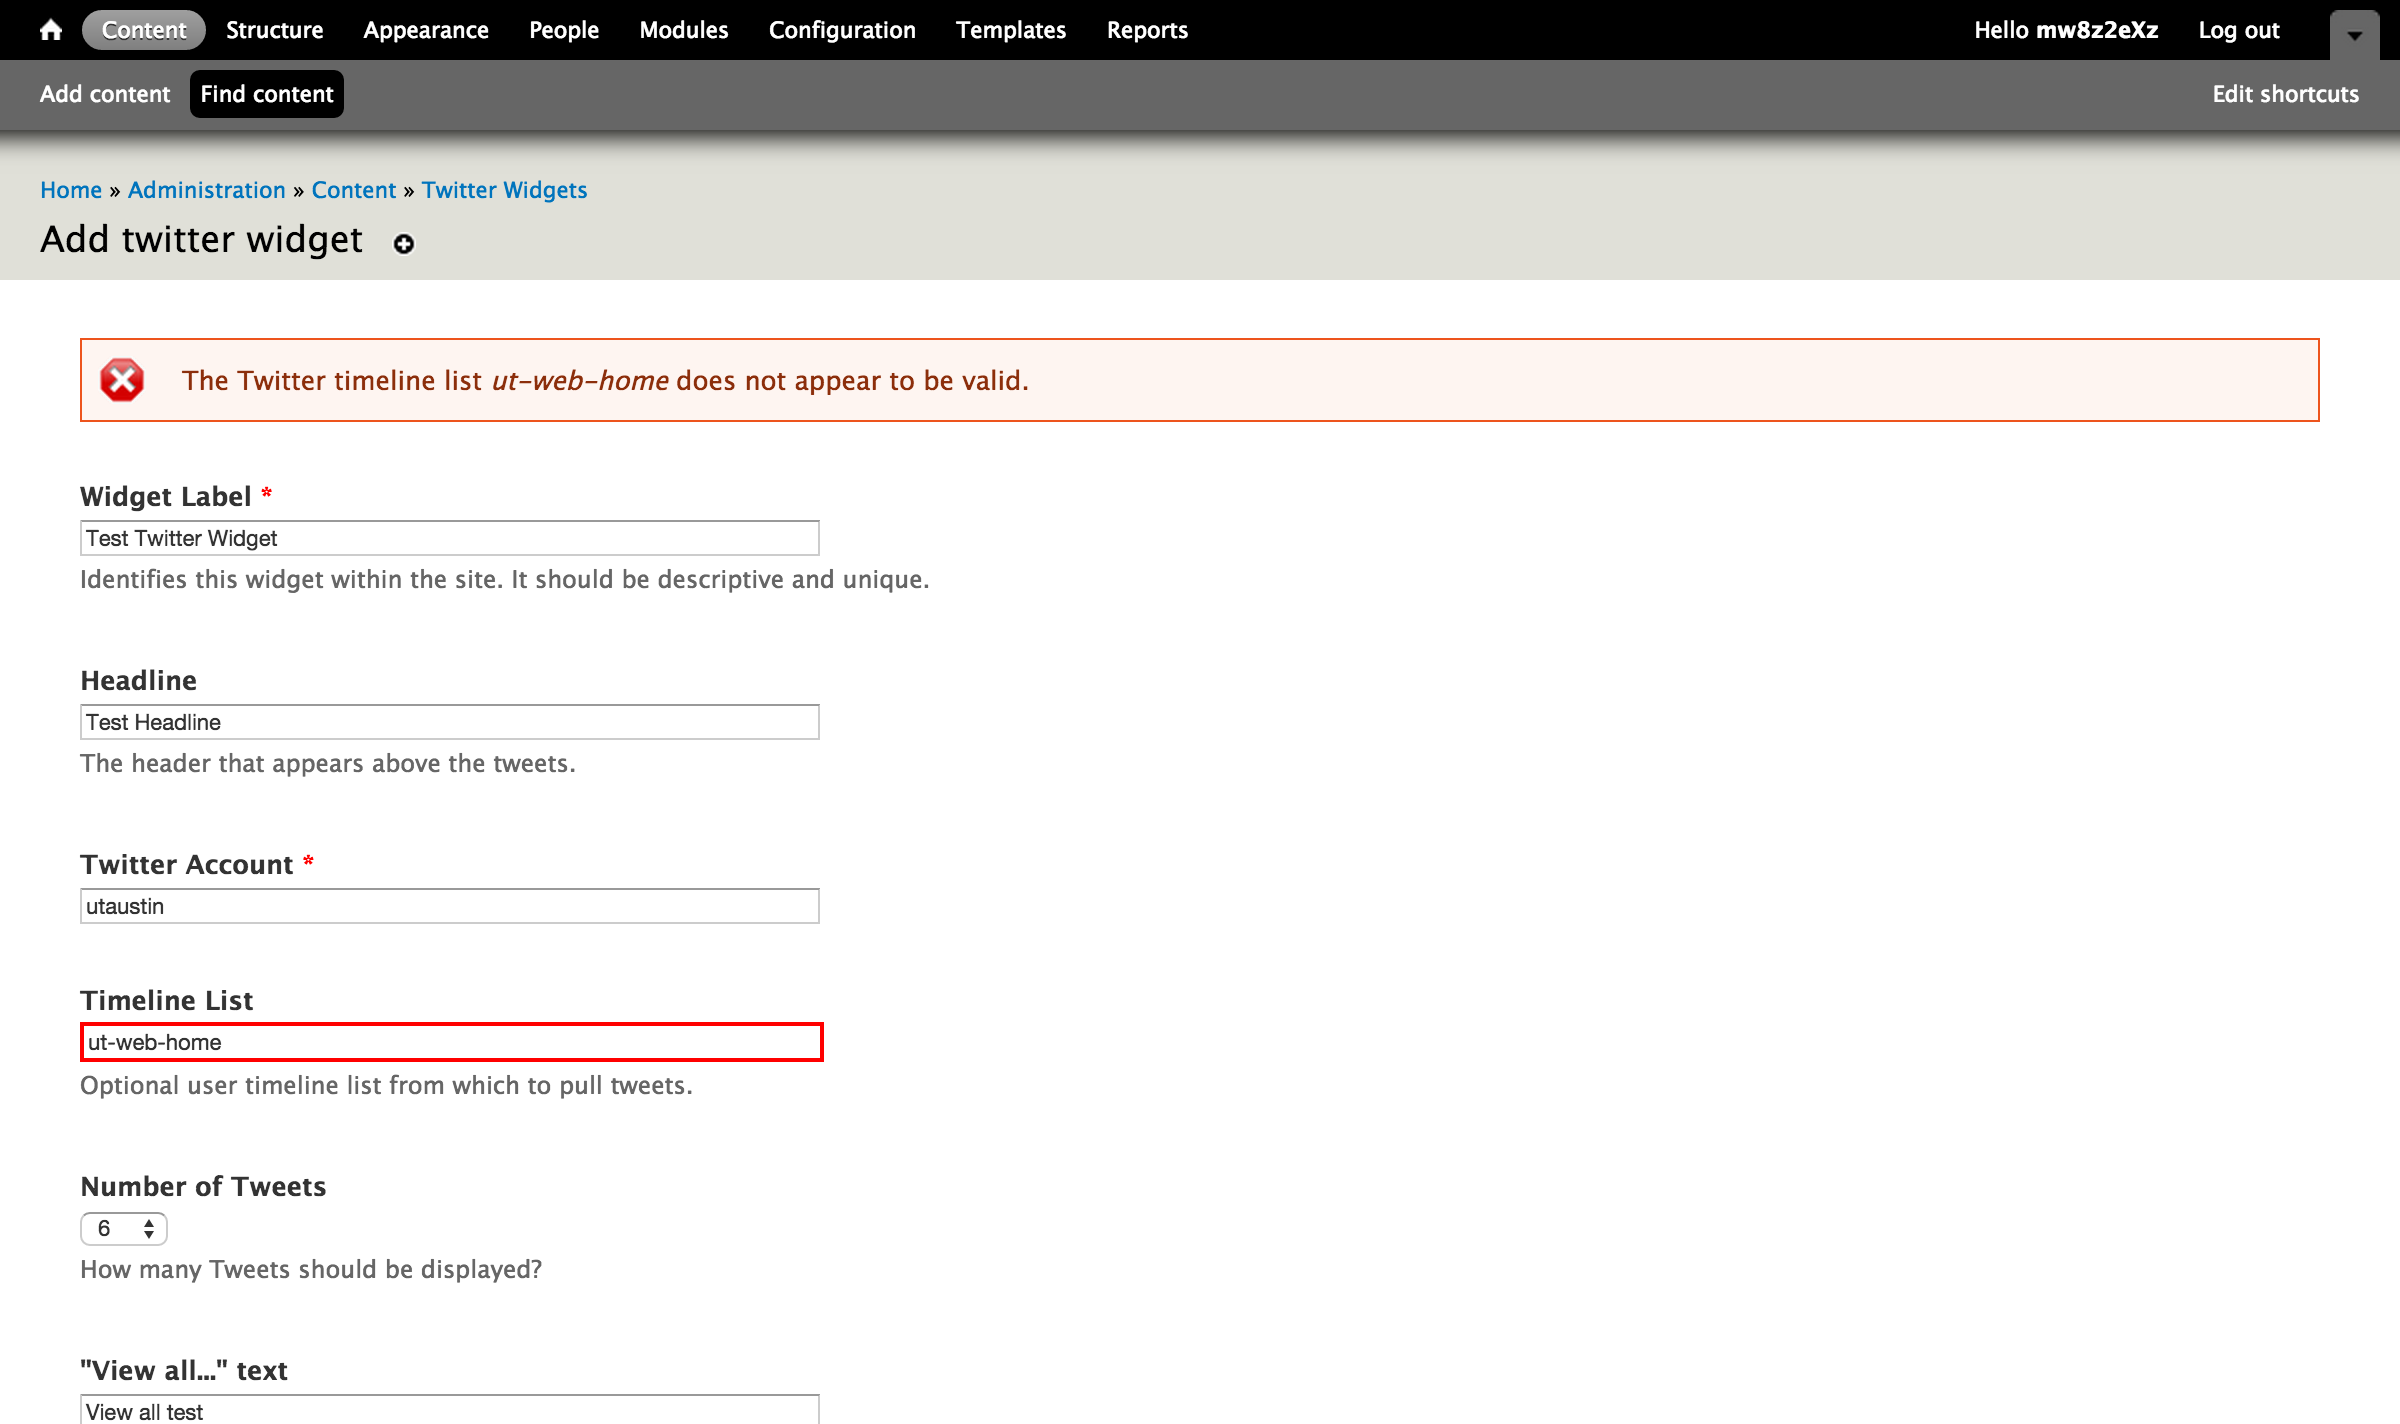 Content Structure Appearance People Modules Configuration Templates Reports Hello mw8z2eXz Log out
Add content Find content Edit shortcuts
Home » Administration » Content » Twitter Widgets
Add twitter widget
The Twitter timeline list ut-web-home does not appear to be valid.
Widget Label *
Test Twitter Widget
Identifies this widget within the site. It should be descriptive and unique.
Headline
Test Headline
The header that appears above the tweets.
Twitter Account *
utaustin
Timeline List
ut-web-home
Optional user timeline list from which to pull tweets.
Number of Tweets
6
How many Tweets should be displayed?
"View all..." text
View all test